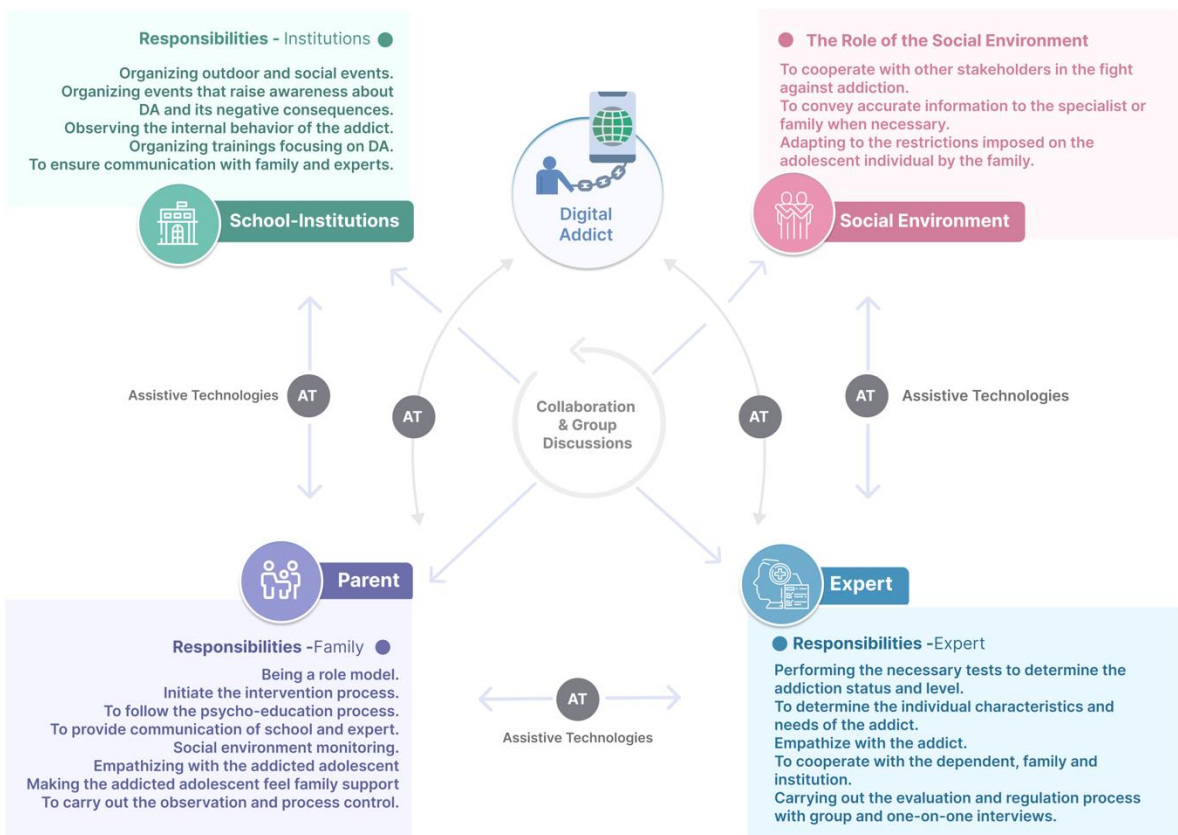 Responsibilities - Institutions
Organizing outdoor and social events.
Organizing events that raise awareness about
DA and its negative consequences.
Observing the internal behavior of the addict.
Organizing trainings focusing on DA.
To ensure communication with family and experts.
School-Institutions
Digital
Addict
The Role of the Social Environment
To cooperate with other stakeholders in the fight
against addiction.
To convey accurate information to the specialist or
family when necessary.
Adapting to the restrictions imposed on the
adolescent individual by the family.
Social Environment
Assistive Technologies
AT
AT
Collaboration
& Group
Discussions
AT
AT
Assistive Technologies
Parent
Responsibilities -Family
Being a role model.
Initiate the intervention process.
To follow the psycho-education process.
To provide communication of school and expert.
Social environment monitoring.
Empathizing with the addicted adolescent
Making the addicted adolescent feel family support
To carry out the observation and process control.
AT
Assistive Technologies
Expert
Responsibilities -Expert
Performing the necessary tests to determine the
addiction status and level.
To determine the individual characteristics and
needs of the addict.
Empathize with the addict.
To cooperate with the dependent, family and
institution.
Carrying out the evaluation and regulation process
with group and one-on-one interviews.